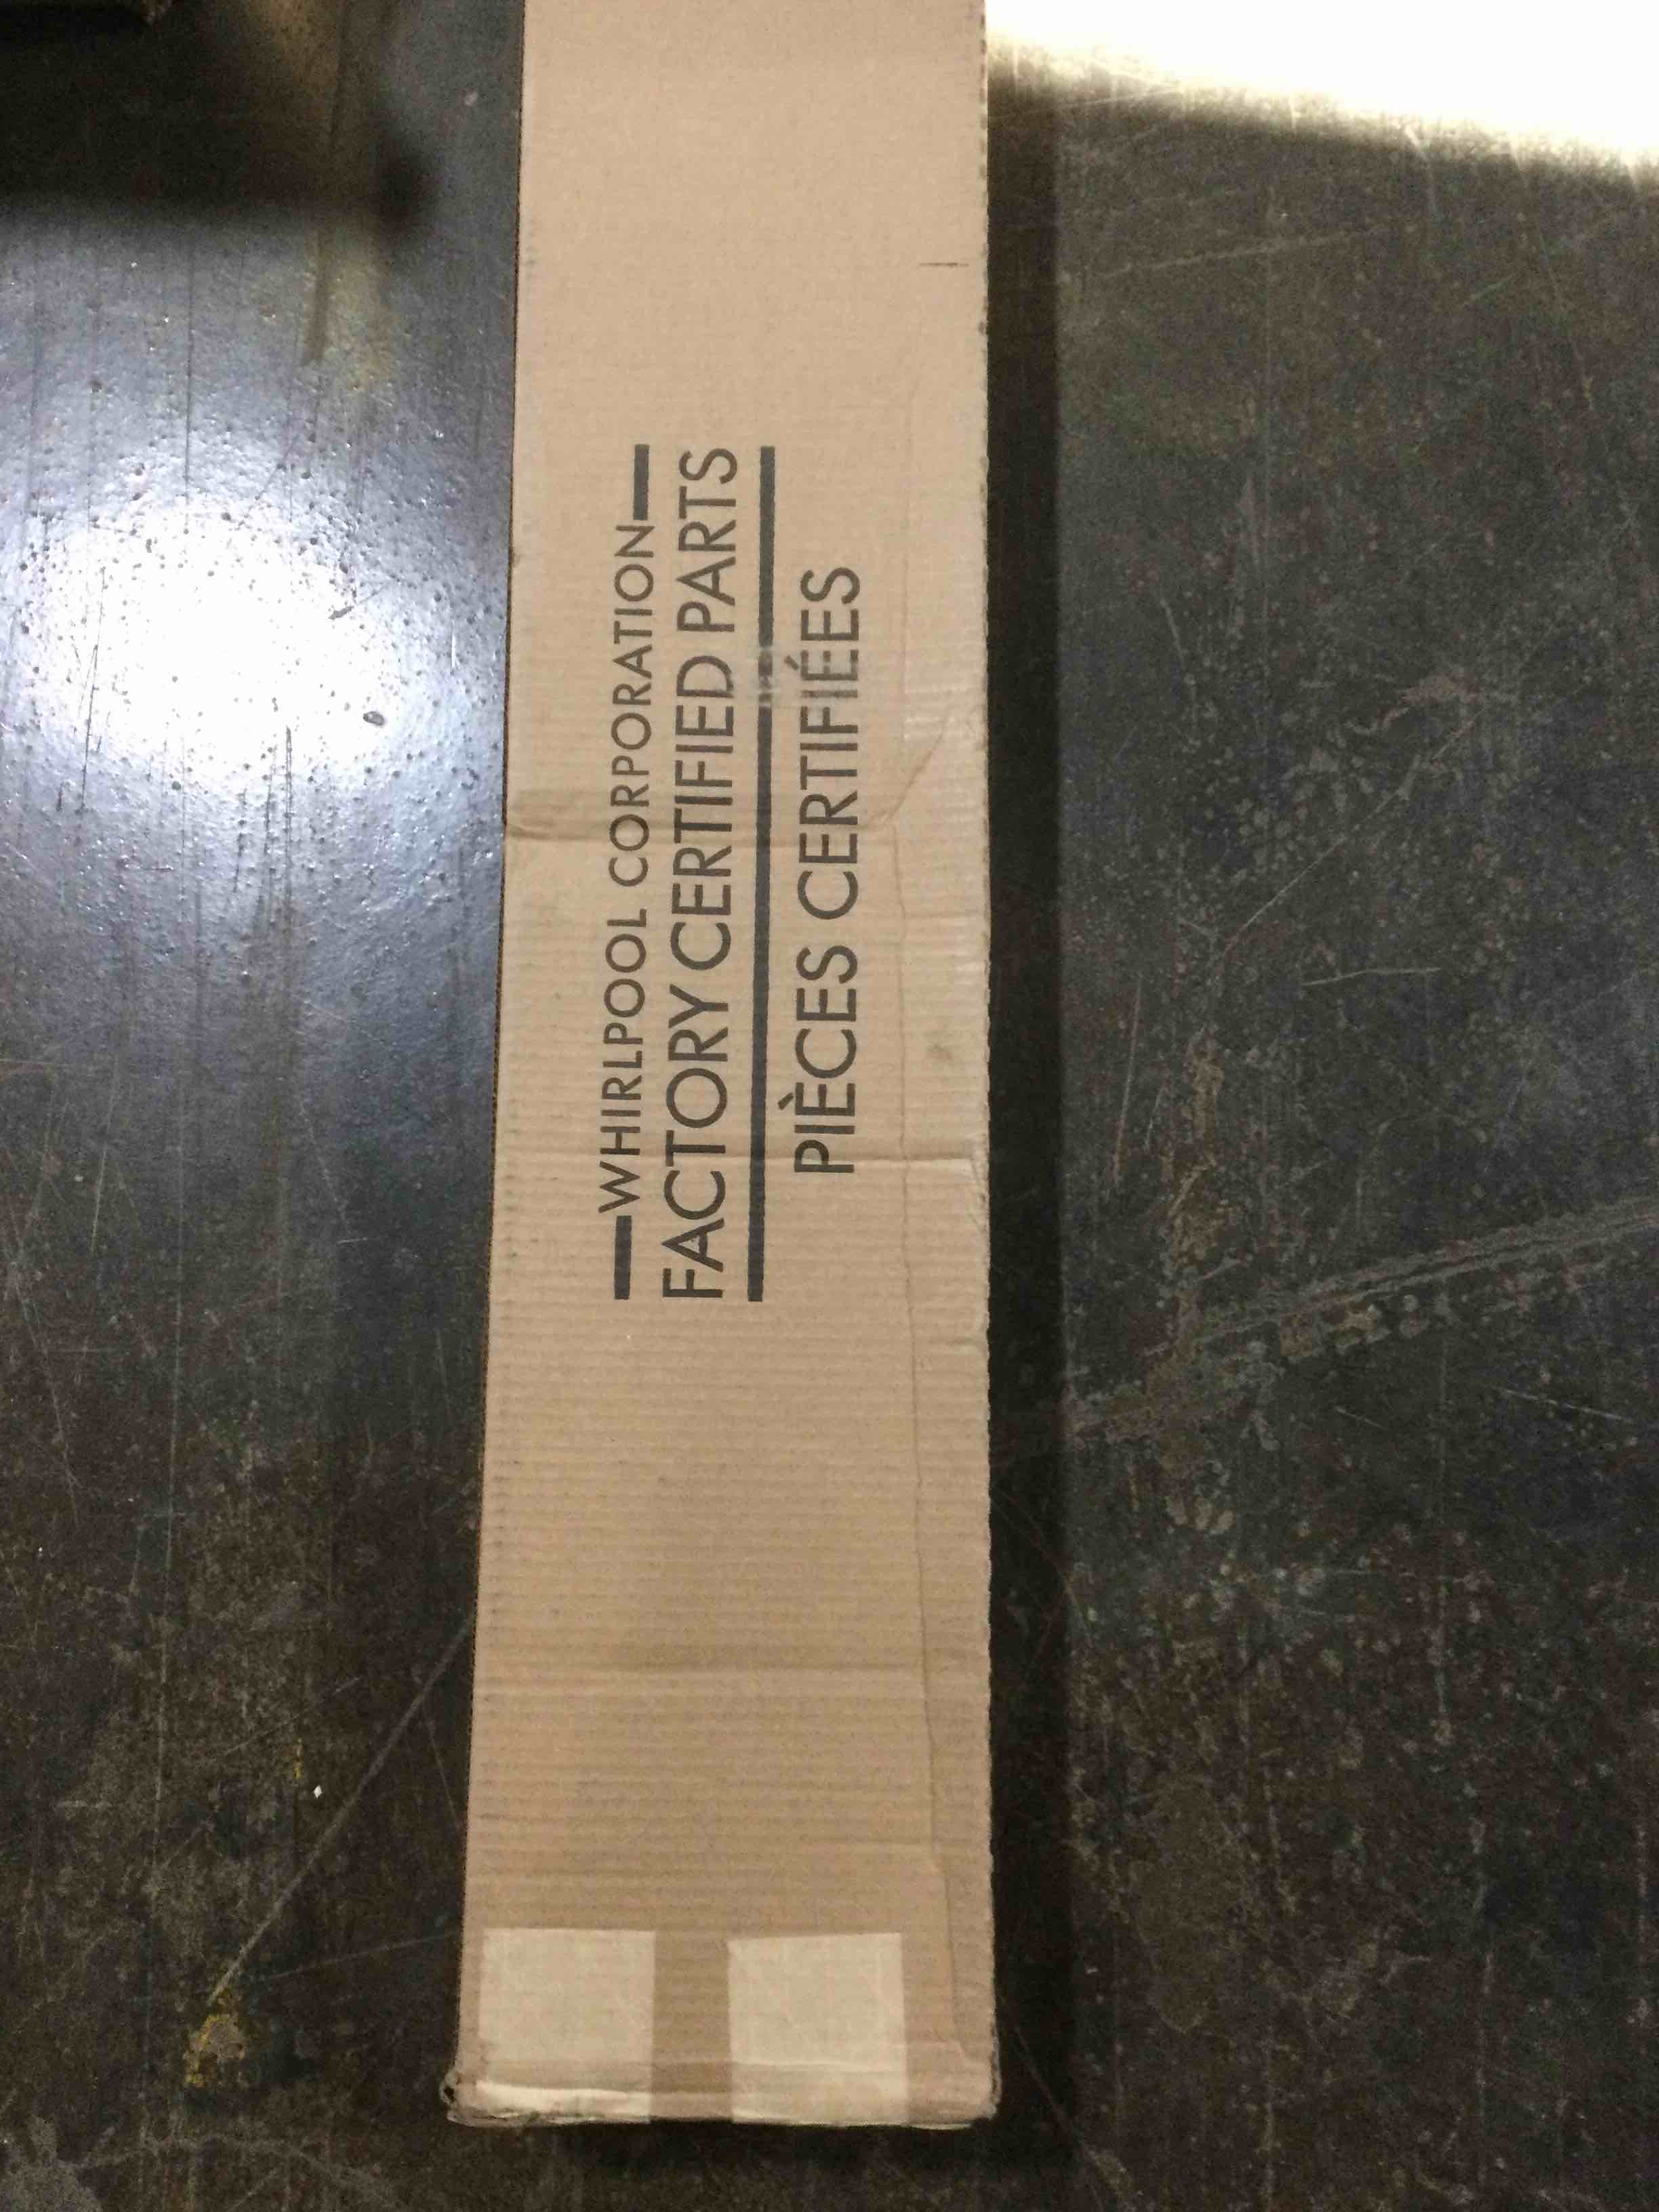 WHIRLPOOL CORPORATION
FACTORY CERTIFIED PARTS
PIÈCES CERTIFIÉES